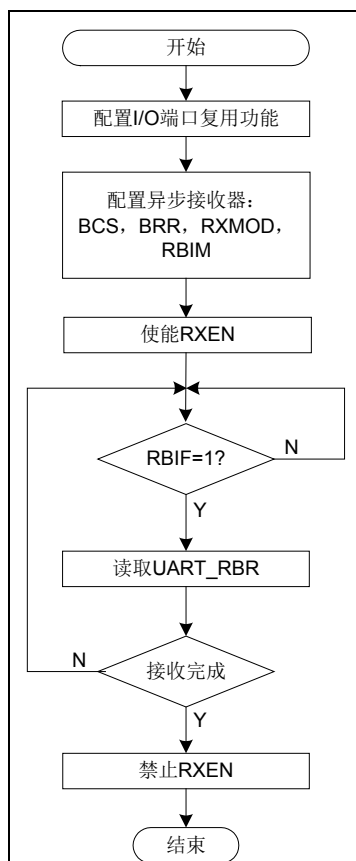 开始
配置I/O端口复用功能
配置异步接收器：
BCS，BRR，RXMOD，
RBIM
使能RXEN
RBIF=1?
N
Y
读取UART_RBR
N
接收完成
Y
禁止RXEN
结束